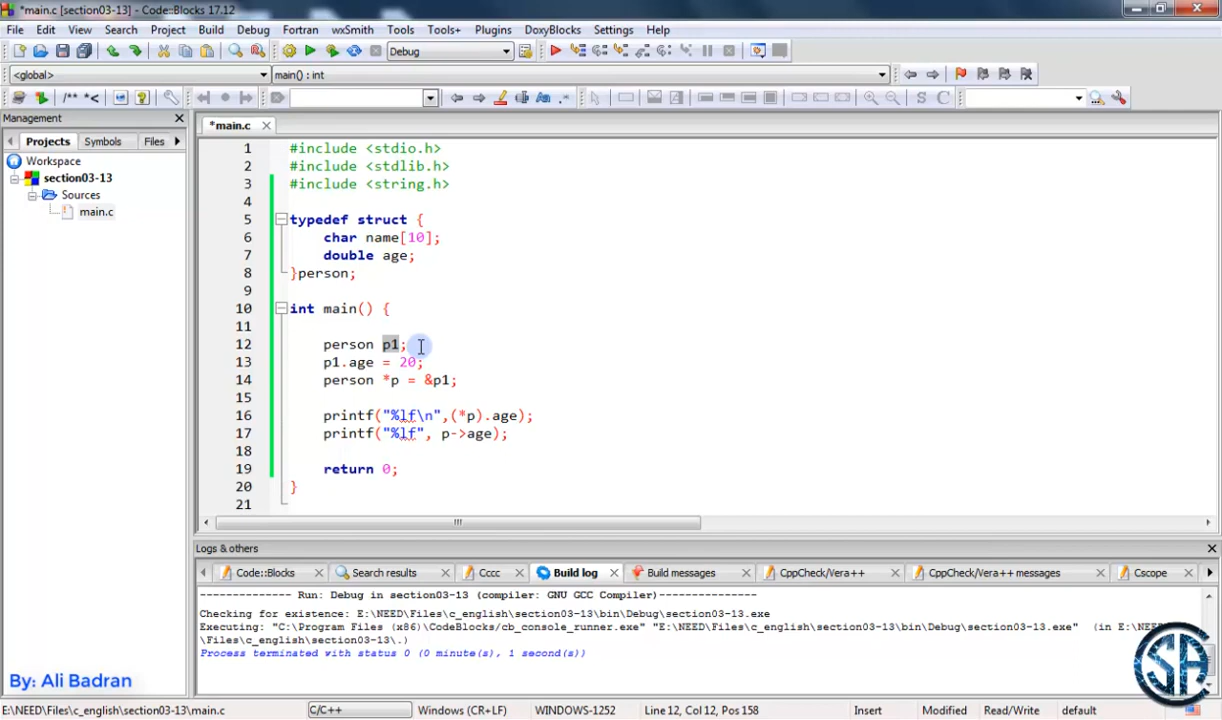 *main.c [section03-13] - Code::Blocks 17.12
File Edit View Search Project Build Debug Fortran wxSmith Tools Tools+ Plugins DoxyBlocks Settings Help
Debug
<global> main() : int
/** *<
S C
Management
Projects Symbols Files
*main.c
Workspace
section03-13
Sources
main.c
1 #include <stdio.h>
2 #include <stdlib.h>
3 #include <string.h>
4
5 typedef struct {
6 char name[10];
7 double age;
8 }person;
9
10 int main() {
11
12 person p1;
13 p1.age = 20;
14 person *p = &p1;
15
16 printf("%lf\n",(*p).age);
17 printf("%lf", p->age);
18
19 return 0;
20 }
21
Logs & others
Code::Blocks Search results Cccc Build log Build messages CppCheck/Vera++ CppCheck/Vera++ messages Cscope
-------------- Run: Debug in section03-13 (compiler: GNU GCC Compiler)---------------
Checking for existence: E:\NEED\Files\c_english\section03-13\bin\Debug\section03-13.exe
Executing: "C:\Program Files (x86)\CodeBlocks/cb_console_runner.exe" "E:\NEED\Files\c_english\section03-13\bin\Debug\section03-13.exe" (in E:\NEED
\Files\c_english\section03-13\.)
Process terminated with status 0 (0 minute(s), 1 second(s))
By: Ali Badran
E:\NEED\Files\c_english\section03-13\main.c C/C++ Windows (CR+LF) WINDOWS-1252 Line 12, Col 12, Pos 158 Insert Modified Read/Write default